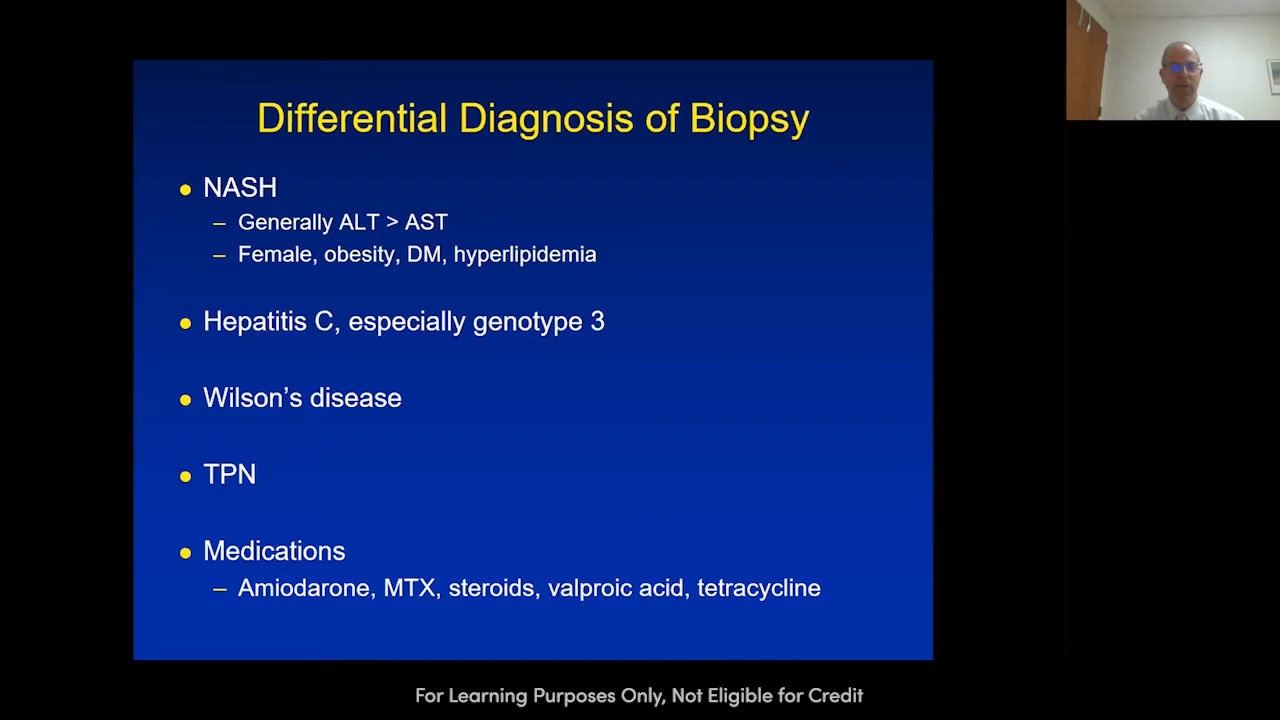 Differential Diagnosis of Biopsy
● NASH
– Generally ALT > AST
– Female, obesity, DM, hyperlipidemia
● Hepatitis C, especially genotype 3
● Wilson’s disease
● TPN
● Medications
– Amiodarone, MTX, steroids, valproic acid, tetracycline
For Learning Purposes Only, Not Eligible for Credit